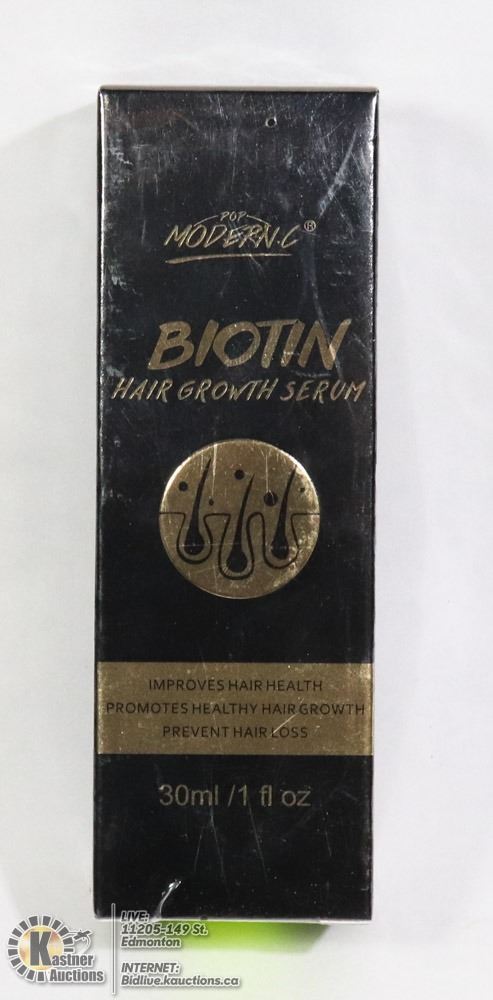 POP
MODERN.C®
BIOTIN
HAIR GROWTH SERUM
IMPROVES HAIR HEALTH
PROMOTES HEALTHY HAIR GROWTH
PREVENT HAIR LOSS
30ml /1 fl oz
Kastner
Auctions
LIVE:
11205-149 St.
Edmonton
INTERNET:
Bidlive.kauctions.ca